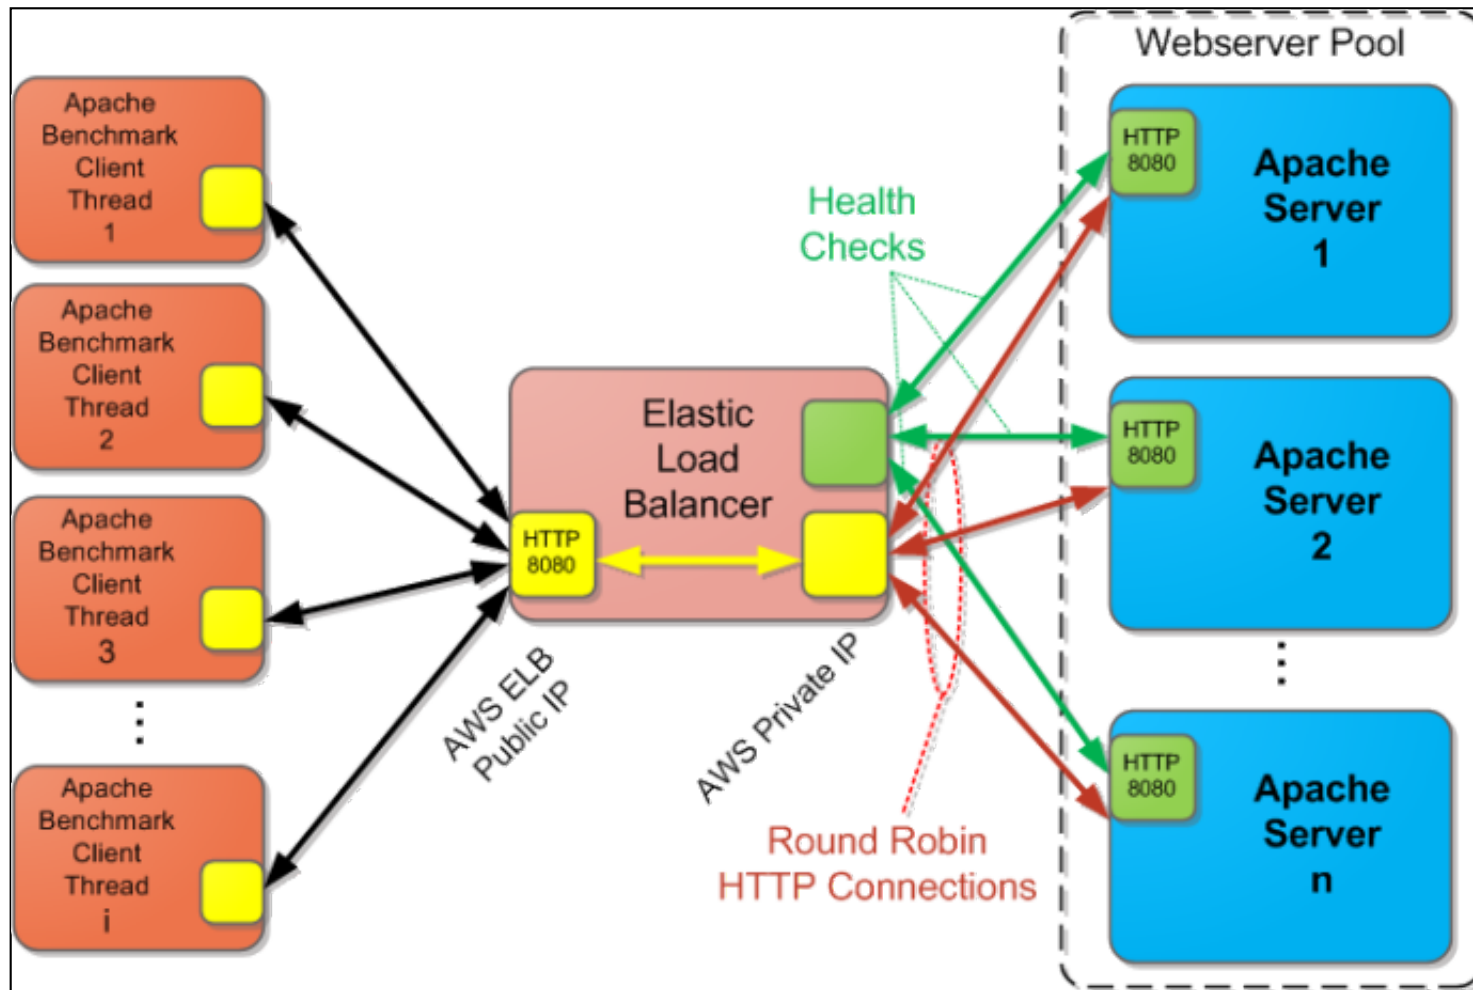 Webserver Pool
Apache
Benchmark
Client
Thread
1
Apache
Benchmark
Client
Thread
2
Apache
Benchmark
Client
Thread
3
Apache
Benchmark
Client
Thread
i
Elastic
Load
Balancer
HTTP
8080
AWS ELB
Public IP
AWS Private IP
Health
Checks
Round Robin
HTTP Connections
HTTP
8080
Apache
Server
1
HTTP
8080
Apache
Server
2
HTTP
8080
Apache
Server
n